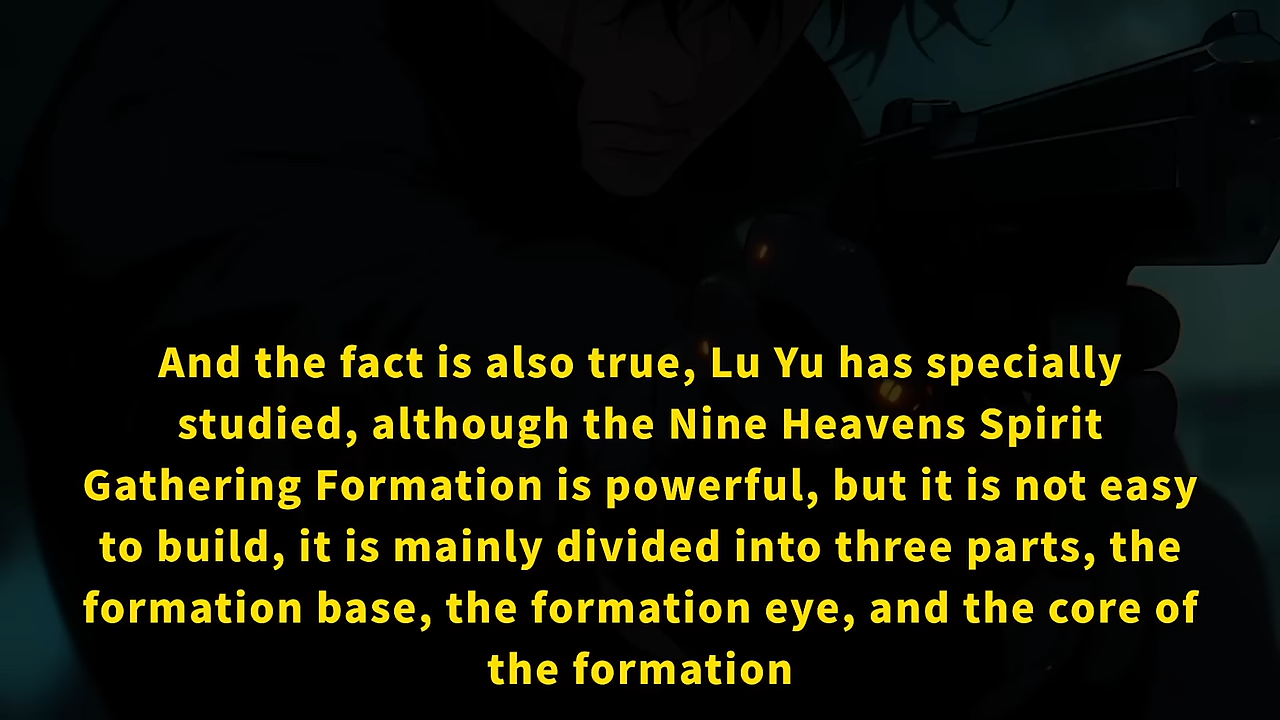 And the fact is also true, Lu Yu has specially
studied, although the Nine Heavens Spirit
Gathering Formation is powerful, but it is not easy
to build, it is mainly divided into three parts, the
formation base, the formation eye, and the core of
the formation